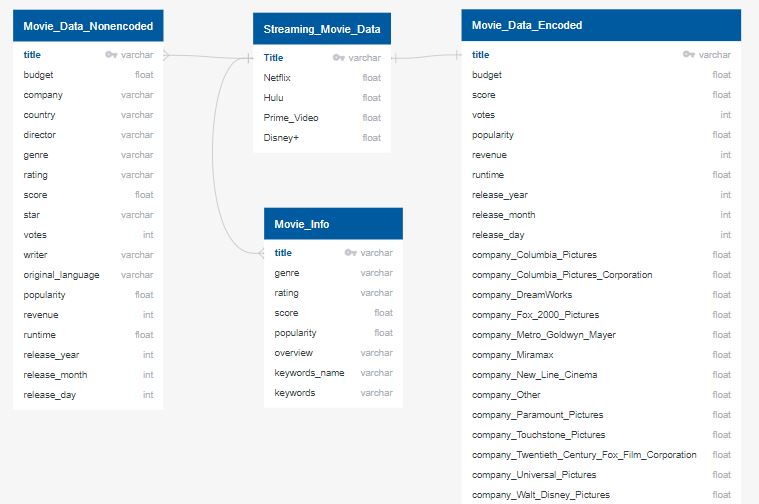 Movie_Data_Nonencoded
title varchar
budget float
company varchar
country varchar
director varchar
genre varchar
rating varchar
score float
star varchar
votes int
writer varchar
original_language varchar
popularity float
revenue int
runtime float
release_year int
release_month int
release_day int
Streaming_Movie_Data
Title varchar
Netflix float
Hulu float
Prime_Video float
Disney+ float
Movie_Info
title varchar
genre varchar
rating varchar
score float
popularity float
overview varchar
keywords_name varchar
keywords varchar
Movie_Data_Encoded
title varchar
budget float
score float
votes int
popularity float
revenue int
runtime float
release_year int
release_month int
release_day int
company_Columbia_Pictures float
company_Columbia_Pictures_Corporation float
company_DreamWorks float
company_Fox_2000_Pictures float
company_Metro_Goldwyn_Mayer float
company_Miramax float
company_New_Line_Cinema float
company_Other float
company_Paramount_Pictures float
company_Touchstone_Pictures float
company_Twentieth_Century_Fox_Film_Corporation float
company_Universal_Pictures float
company_Walt_Disney_Pictures float